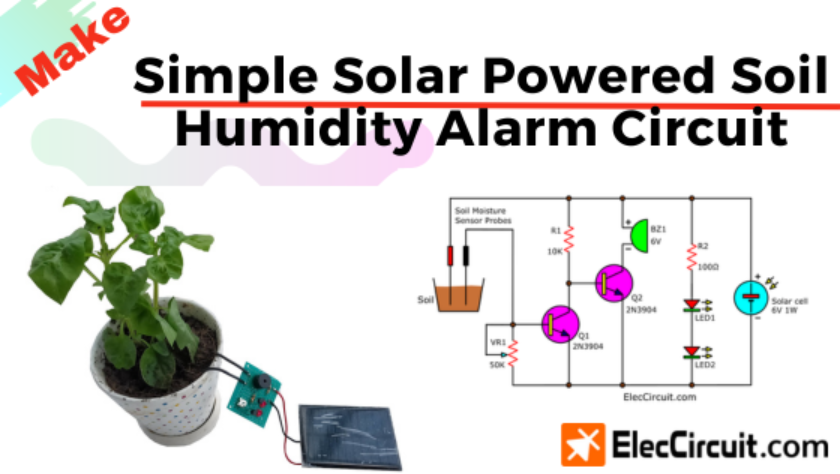 Make
Simple Solar Powered Soil
Humidity Alarm Circuit
Soil Moisture
Sensor Probes
R1
10K
+
BZ1
6V
-
R2
100Ω
+
Solar cell
6V 1W
-
Soil
Q2
2N3904
LED1
VR1
50K
Q1
2N3904
LED2
ElecCircuit.com
ElecCircuit.com